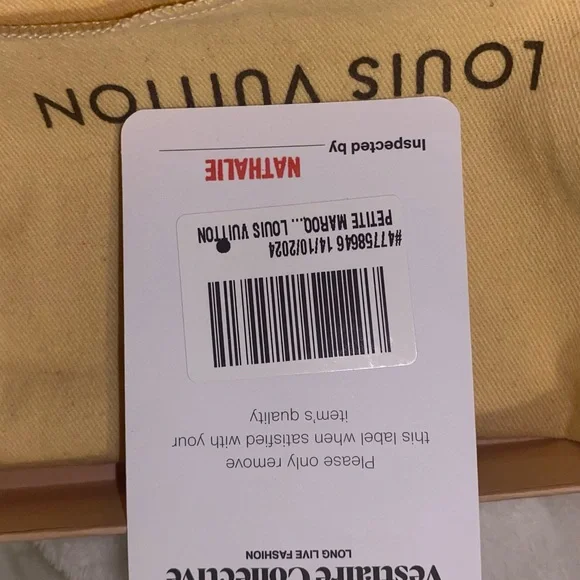 LOUIS VUITTON
Vestiaire Collective
LONG LIVE FASHION
Please only remove
this label when satisfied with your
item's quality
#47758646 14/10/2024
PETITE MAROQ,... LOUIS VUITTON
Inspected by
NATHALIE